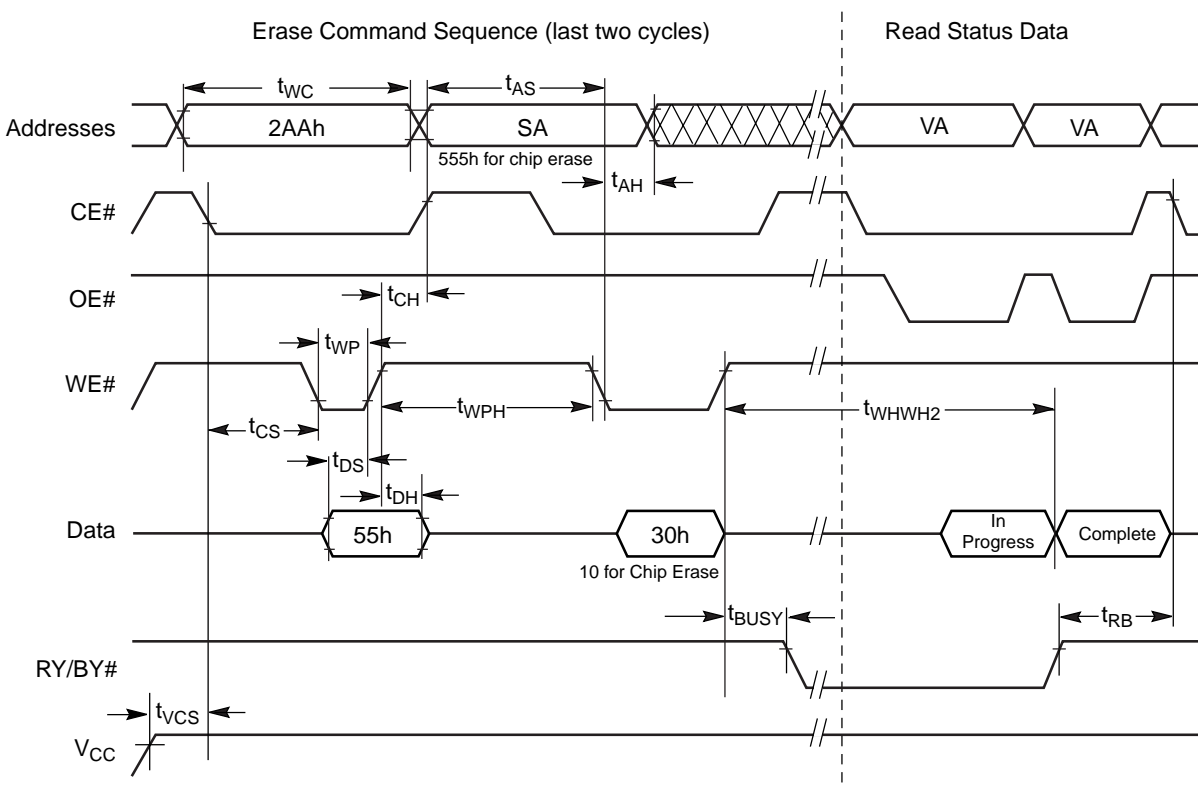 Erase Command Sequence (last two cycles)
Read Status Data
tWC
tAS
Addresses
2AAh
SA
VA
VA
555h for chip erase
tAH
CE#
OE#
tCH
tWP
WE#
tWPH
tWHWH2
tCS
tDS
tDH
Data
55h
30h
In
Progress
Complete
10 for Chip Erase
tBUSY
tRB
RY/BY#
tVCS
VCC